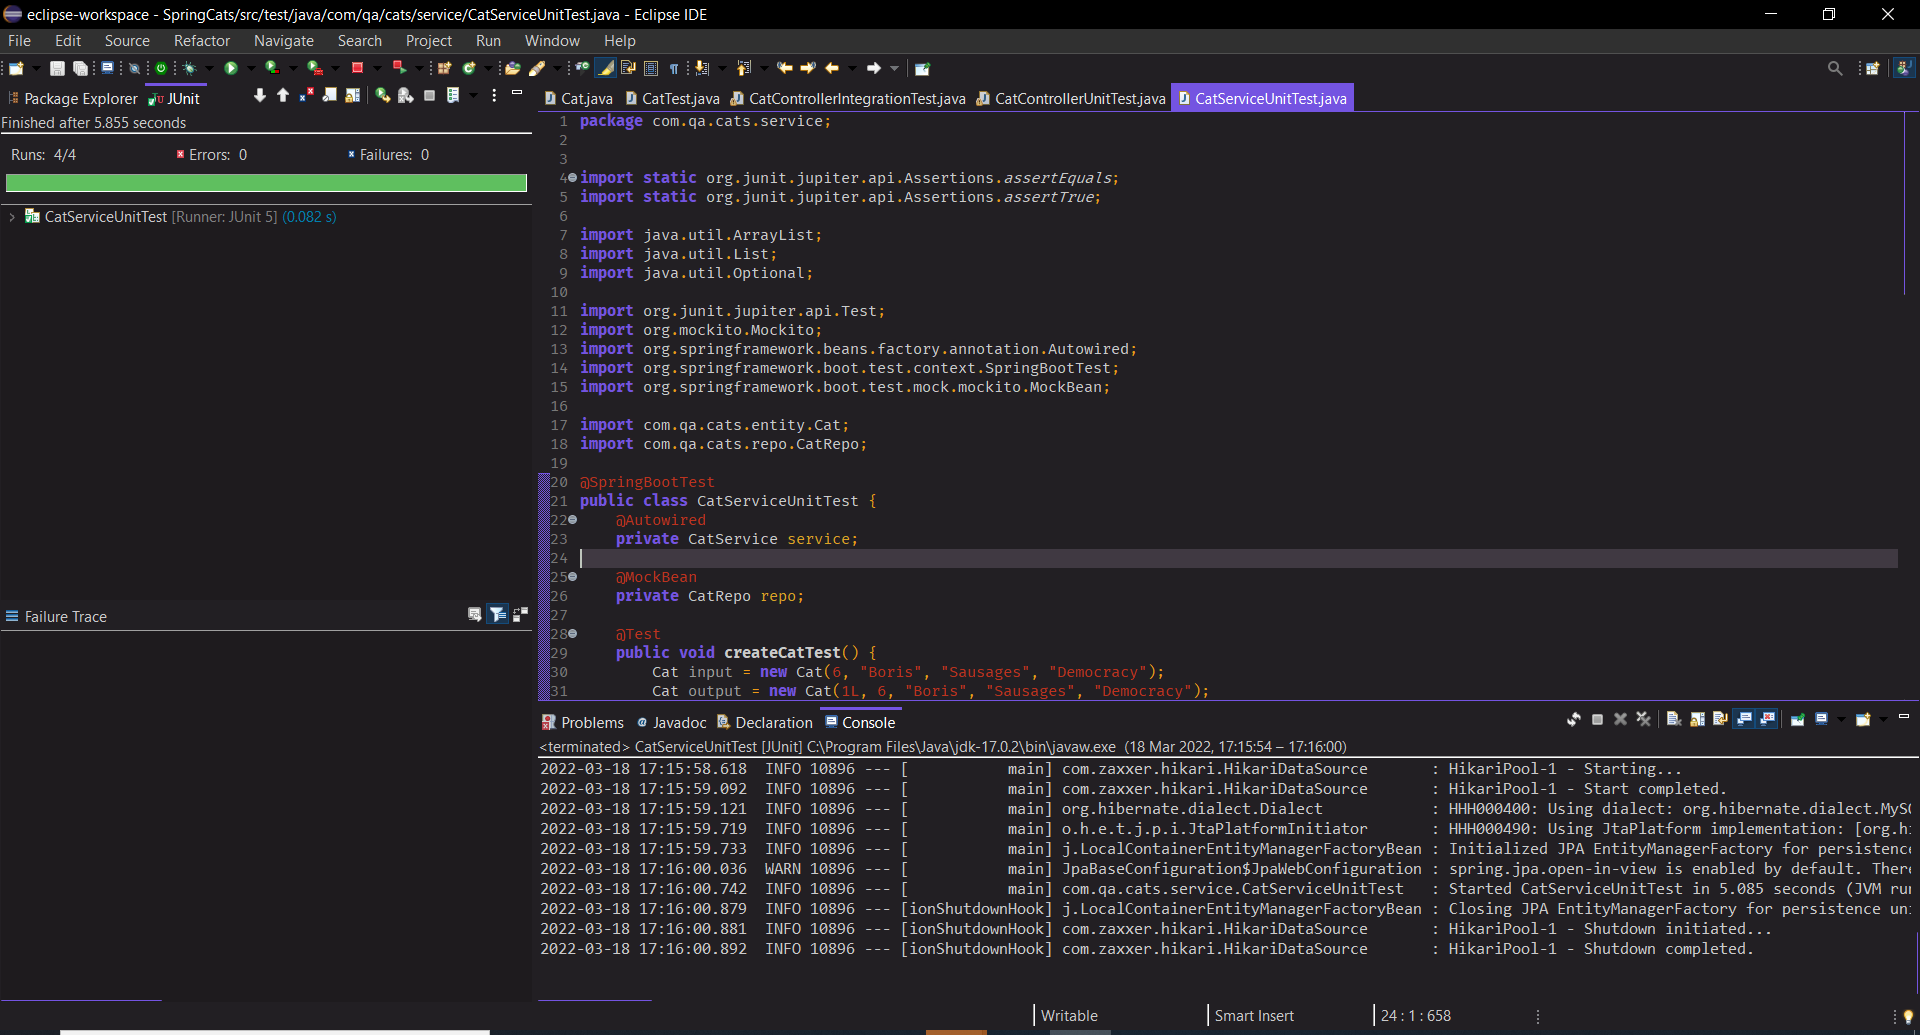 eclipse-workspace - SpringCats/src/test/java/com/qa/cats/service/CatServiceUnitTest.java - Eclipse IDE
File Edit Source Refactor Navigate Search Project Run Window Help
Package Explorer JUnit
Finished after 5.855 seconds
Runs: 4/4 Errors: 0 Failures: 0
CatServiceUnitTest [Runner: JUnit 5] (0.082 s)
Failure Trace
Cat.java CatTest.java CatControllerIntegrationTest.java CatControllerUnitTest.java CatServiceUnitTest.java
1 package com.qa.cats.service;
2
3
4 import static org.junit.jupiter.api.Assertions.assertEquals;
5 import static org.junit.jupiter.api.Assertions.assertTrue;
6
7 import java.util.ArrayList;
8 import java.util.List;
9 import java.util.Optional;
10
11 import org.junit.jupiter.api.Test;
12 import org.mockito.Mockito;
13 import org.springframework.beans.factory.annotation.Autowired;
14 import org.springframework.boot.test.context.SpringBootTest;
15 import org.springframework.boot.test.mock.mockito.MockBean;
16
17 import com.qa.cats.entity.Cat;
18 import com.qa.cats.repo.CatRepo;
19
20 @SpringBootTest
21 public class CatServiceUnitTest {
22 @Autowired
23 private CatService service;
24
25 @MockBean
26 private CatRepo repo;
27
28 @Test
29 public void createCatTest() {
30 Cat input = new Cat(6, "Boris", "Sausages", "Democracy");
31 Cat output = new Cat(1L, 6, "Boris", "Sausages", "Democracy");
Problems Javadoc Declaration Console
<terminated> CatServiceUnitTest [JUnit] C:\Program Files\Java\jdk-17.0.2\bin\javaw.exe (18 Mar 2022, 17:15:54 – 17:16:00)
2022-03-18 17:15:58.618 INFO 10896 --- [ main] com.zaxxer.hikari.HikariDataSource : HikariPool-1 - Starting...
2022-03-18 17:15:59.092 INFO 10896 --- [ main] com.zaxxer.hikari.HikariDataSource : HikariPool-1 - Start completed.
2022-03-18 17:15:59.121 INFO 10896 --- [ main] org.hibernate.dialect.Dialect : HHH000400: Using dialect: org.hibernate.dialect.MyS
2022-03-18 17:15:59.719 INFO 10896 --- [ main] o.h.e.t.j.p.i.JtaPlatformInitiator : HHH000490: Using JtaPlatform implementation: [org.h
2022-03-18 17:15:59.733 INFO 10896 --- [ main] j.LocalContainerEntityManagerFactoryBean : Initialized JPA EntityManagerFactory for persistence
2022-03-18 17:16:00.036 WARN 10896 --- [ main] JpaBaseConfiguration$JpaWebConfiguration : spring.jpa.open-in-view is enabled by default. There
2022-03-18 17:16:00.742 INFO 10896 --- [ main] com.qa.cats.service.CatServiceUnitTest : Started CatServiceUnitTest in 5.085 seconds (JVM ru
2022-03-18 17:16:00.879 INFO 10896 --- [ionShutdownHook] j.LocalContainerEntityManagerFactoryBean : Closing JPA EntityManagerFactory for persistence un
2022-03-18 17:16:00.881 INFO 10896 --- [ionShutdownHook] com.zaxxer.hikari.HikariDataSource : HikariPool-1 - Shutdown initiated...
2022-03-18 17:16:00.892 INFO 10896 --- [ionShutdownHook] com.zaxxer.hikari.HikariDataSource : HikariPool-1 - Shutdown completed.
Writable Smart Insert 24 : 1 : 658